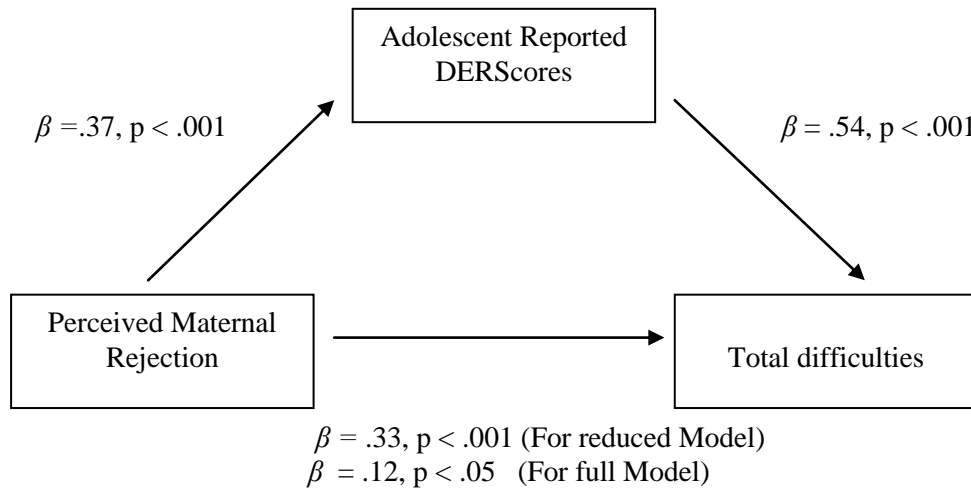 Adolescent Reported
DERScores
β =.37, p < .001
β = .54, p < .001
Perceived Maternal
Rejection
Total difficulties
β = .33, p < .001 (For reduced Model)
β = .12, p < .05 (For full Model)